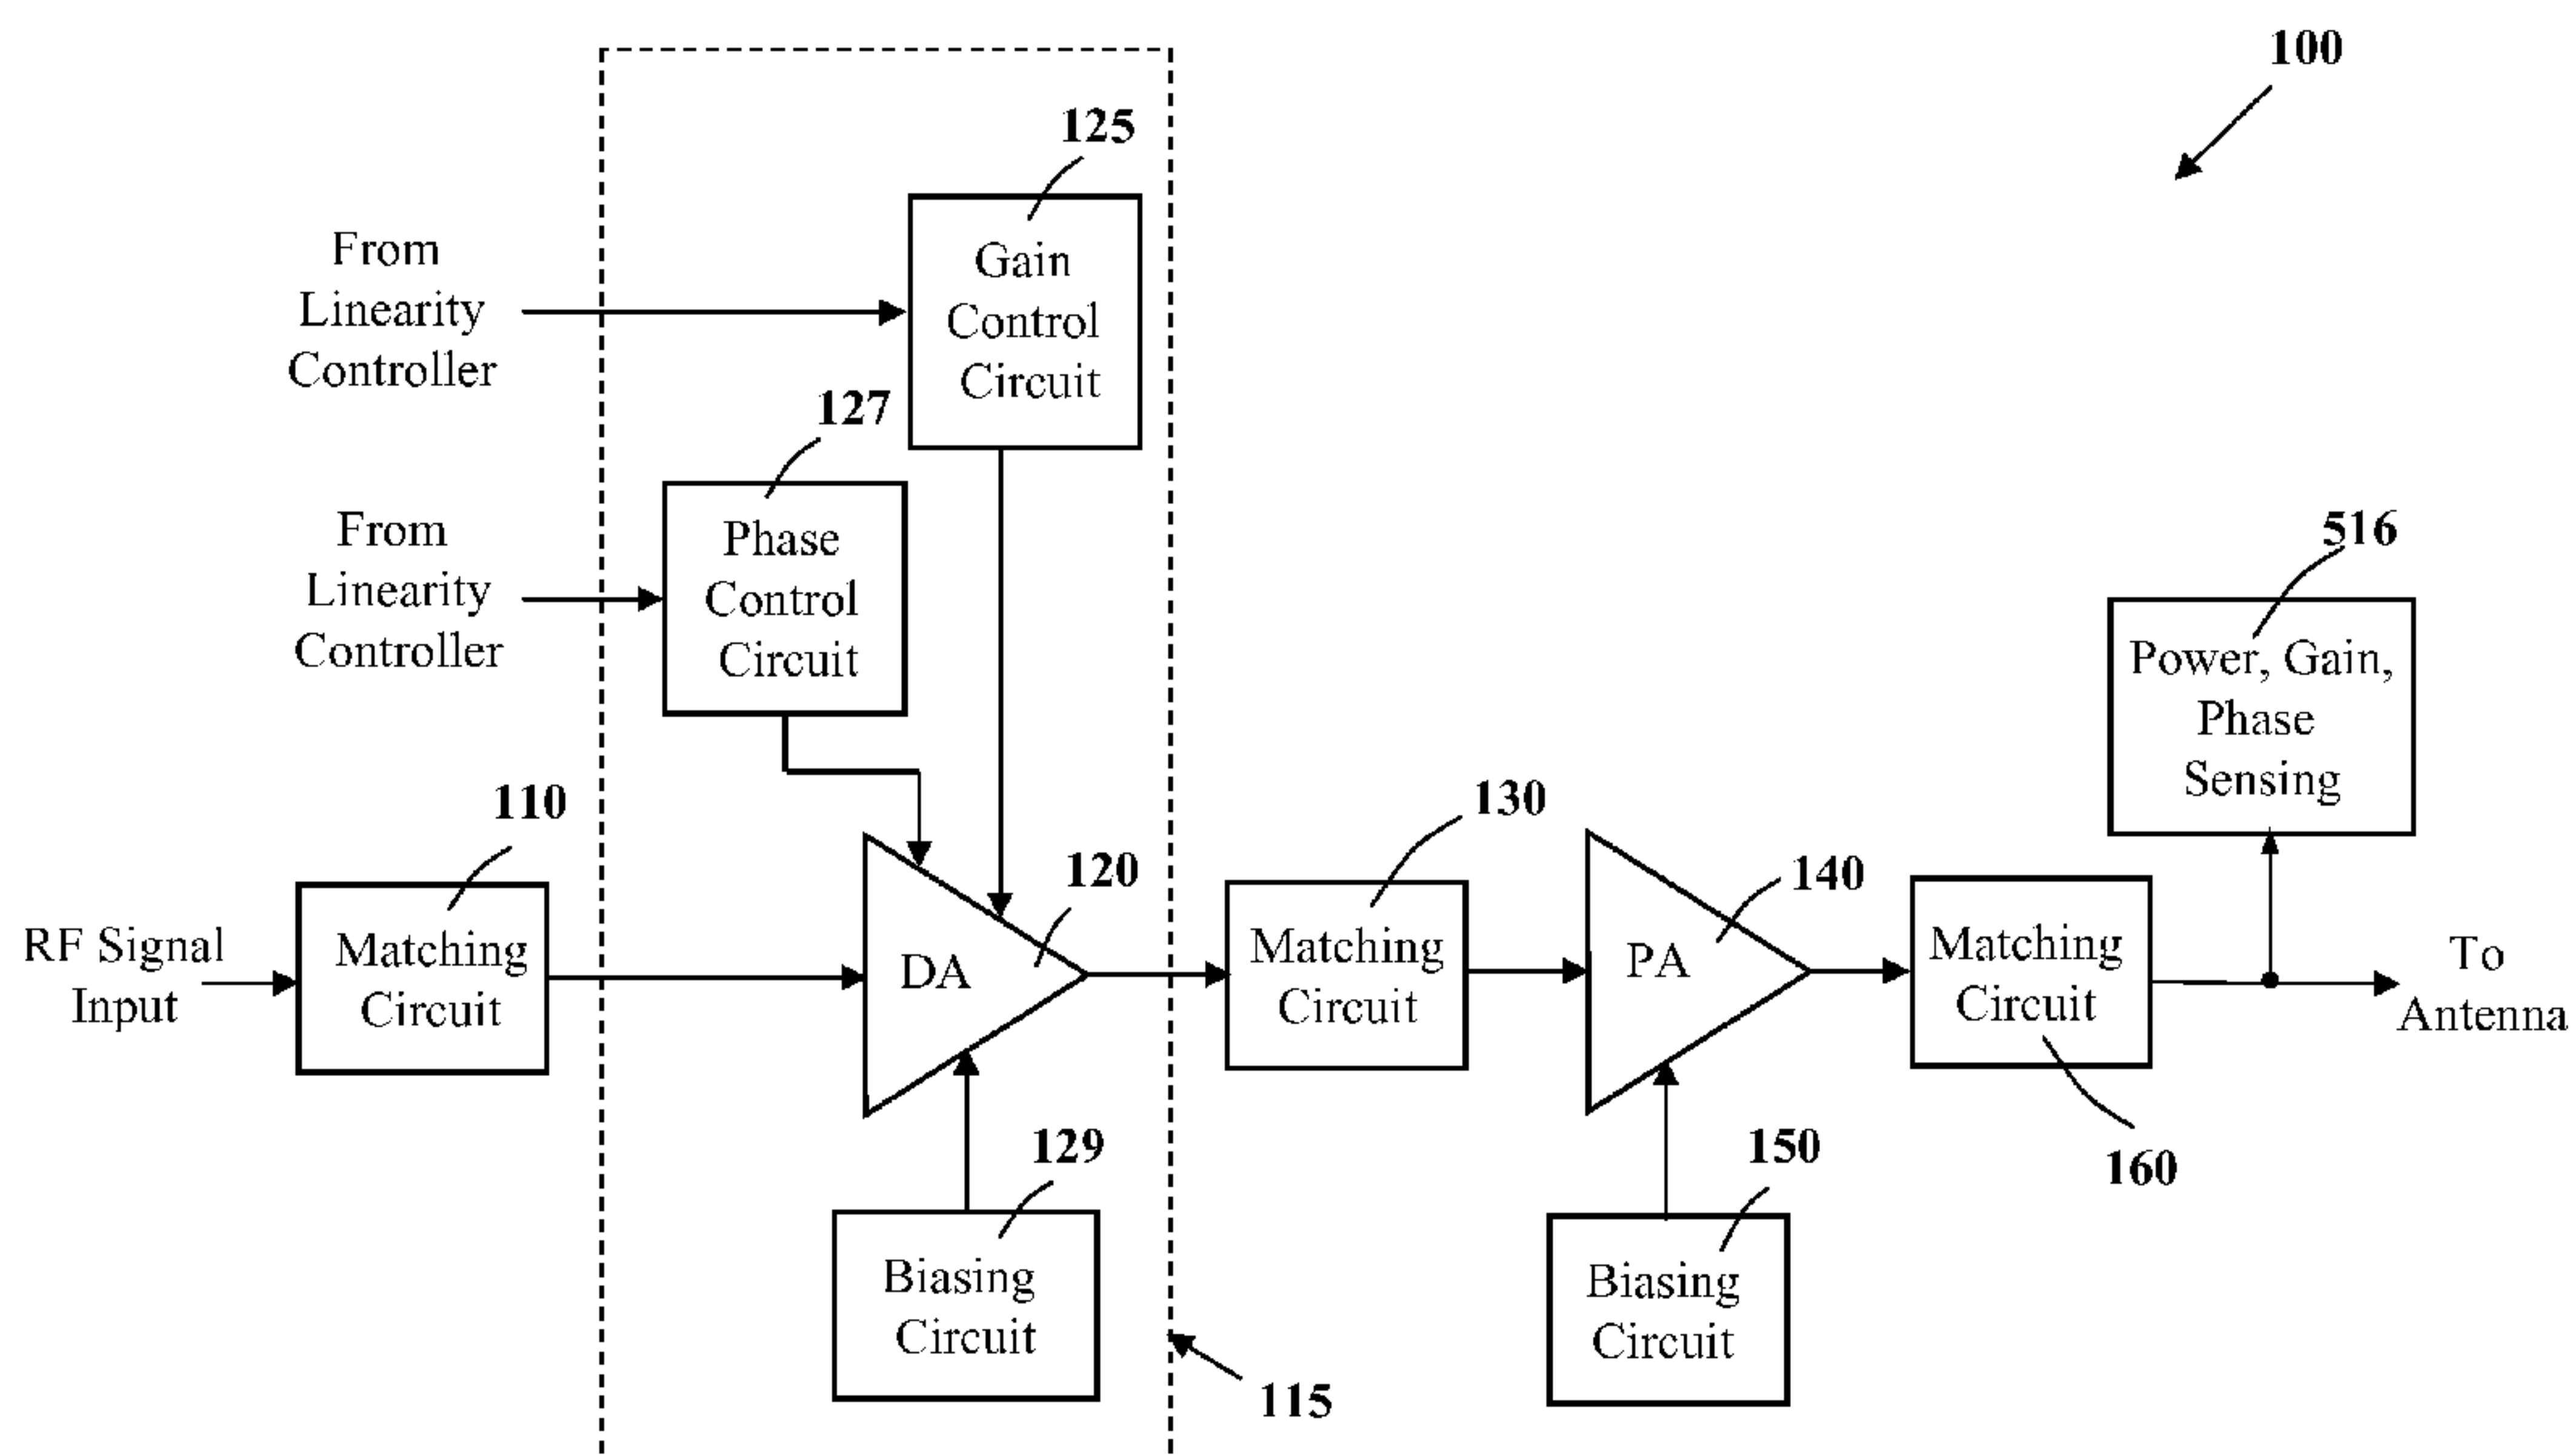 100
125
Gain
Control
Circuit
From
Linearity
Controller
127
Phase
Control
Circuit
From
Linearity
Controller
516
Power, Gain,
Phase
Sensing
110
Matching
Circuit
RF Signal
Input
120
DA
130
Matching
Circuit
140
PA
Matching
Circuit
160
To
Antenna
129
Biasing
Circuit
150
Biasing
Circuit
115